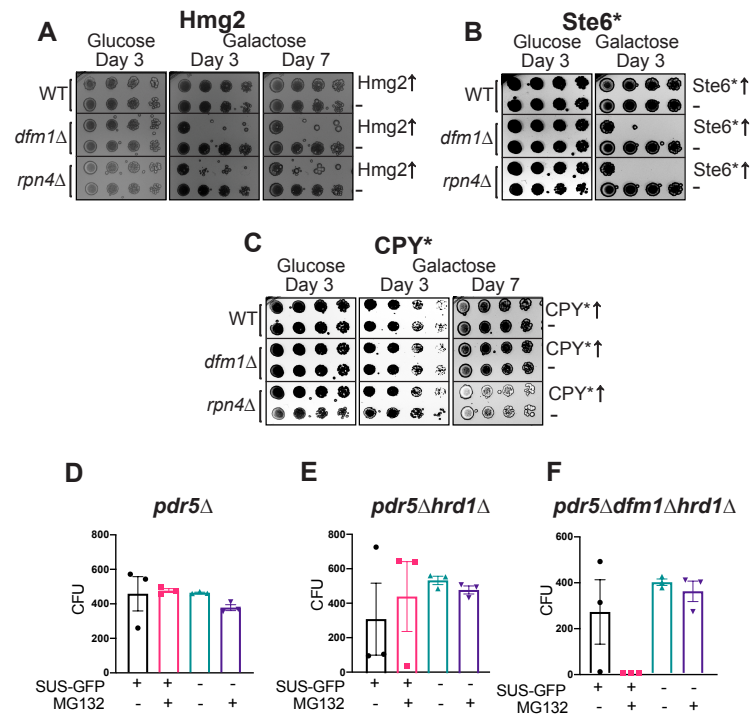 A
Hmg2
Glucose
Day 3
Galactose
Day 3
Day 7
WT
Hmg2↑
-
dfm1Δ
Hmg2↑
-
rpn4Δ
Hmg2↑
-
B
Ste6*
Glucose
Day 3
Galactose
Day 3
WT
Ste6*↑
-
dfm1Δ
Ste6*↑
-
rpn4Δ
Ste6*↑
-
C
CPY*
Glucose
Day 3
Galactose
Day 3
Day 7
WT
CPY*↑
-
dfm1Δ
CPY*↑
-
rpn4Δ
CPY*↑
-
D
pdr5Δ
CFU
800
600
400
200
0
SUS-GFP + + - -
MG132 - + - +
E
pdr5Δhrd1Δ
CFU
800
600
400
200
0
SUS-GFP + + - -
MG132 - + - +
F
pdr5Δdfm1Δhrd1Δ
CFU
600
400
200
0
SUS-GFP + + - -
MG132 - + - +